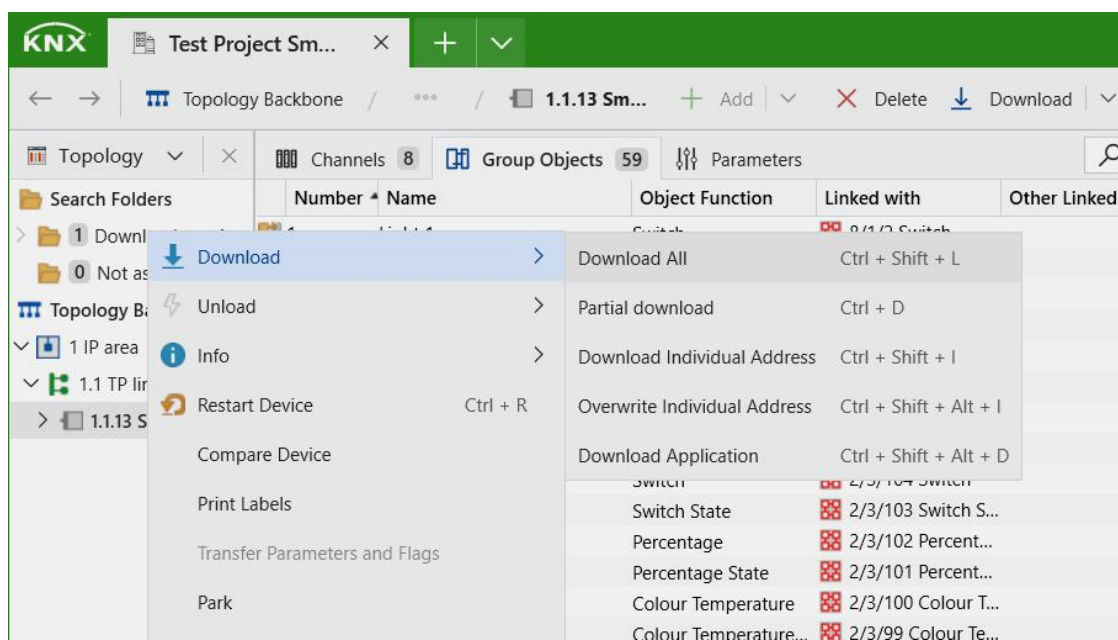 KNX Test Project Sm...
Topology Backbone / ... / 1.1.13 Sm... Add Delete Download
Topology Channels 8 Group Objects 59 Parameters
Search Folders Number Name Object Function Linked with Other Linked
1 Downl
0 Not as
Topology Ba
1 IP area
1.1 TP lin
1.1.13 S
Download
Unload
Info
Restart Device Ctrl + R
Compare Device
Print Labels
Transfer Parameters and Flags
Park
Download All Ctrl + Shift + L
Partial download Ctrl + D
Download Individual Address Ctrl + Shift + I
Overwrite Individual Address Ctrl + Shift + Alt + I
Download Application Ctrl + Shift + Alt + D
Switch State 2/3/103 Switch S...
Percentage 2/3/102 Percent...
Percentage State 2/3/101 Percent...
Colour Temperature 2/3/100 Colour T...
Colour Temperature... 2/3/99 Colour Te...